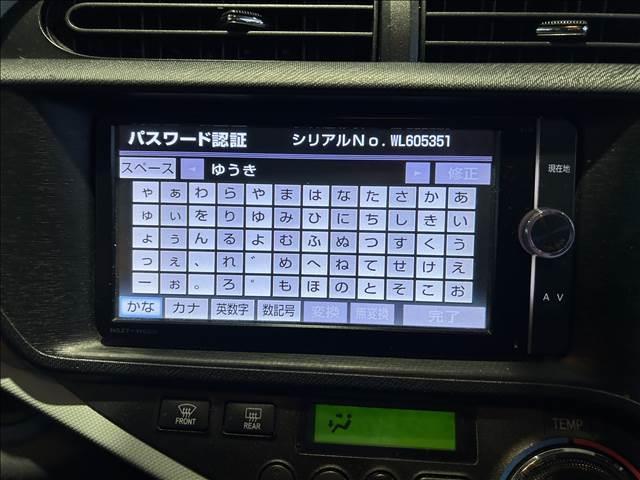 パスワード認証 シリアルNo.WL605351
スペース ◄ ゆうき ► 修正
ゃ ぁ わ ら や ま は な た さ か あ
ゅ ぃ を り ゆ み ひ に ち し き い
ょ ぅ ん る よ む ふ ぬ つ す く う
っ ぇ 、 れ ゛ め へ ね て せ け え
ー ぉ 。 ろ ゜ も ほ の と そ こ お
かな カナ 英数字 数記号 変換 無変換 完了
現在地
AV
FRONT
REAR
TEMP